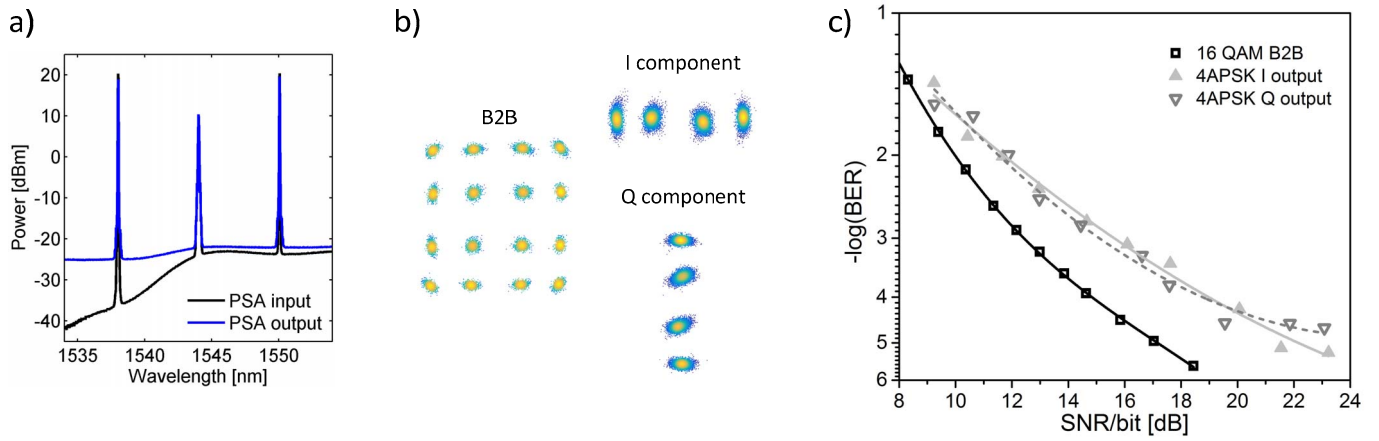 a)
20
10
0
-10
-20
-30
-40
Power [dBm]
PSA input
PSA output
1535
1540
1545
1550
Wavelength [nm]
b)
B2B
I component
Q component
c)
1
2
3
4
5
6
-log(BER)
16 QAM B2B
4APSK I output
4APSK Q output
8
10
12
14
16
18
20
22
24
SNR/bit [dB]